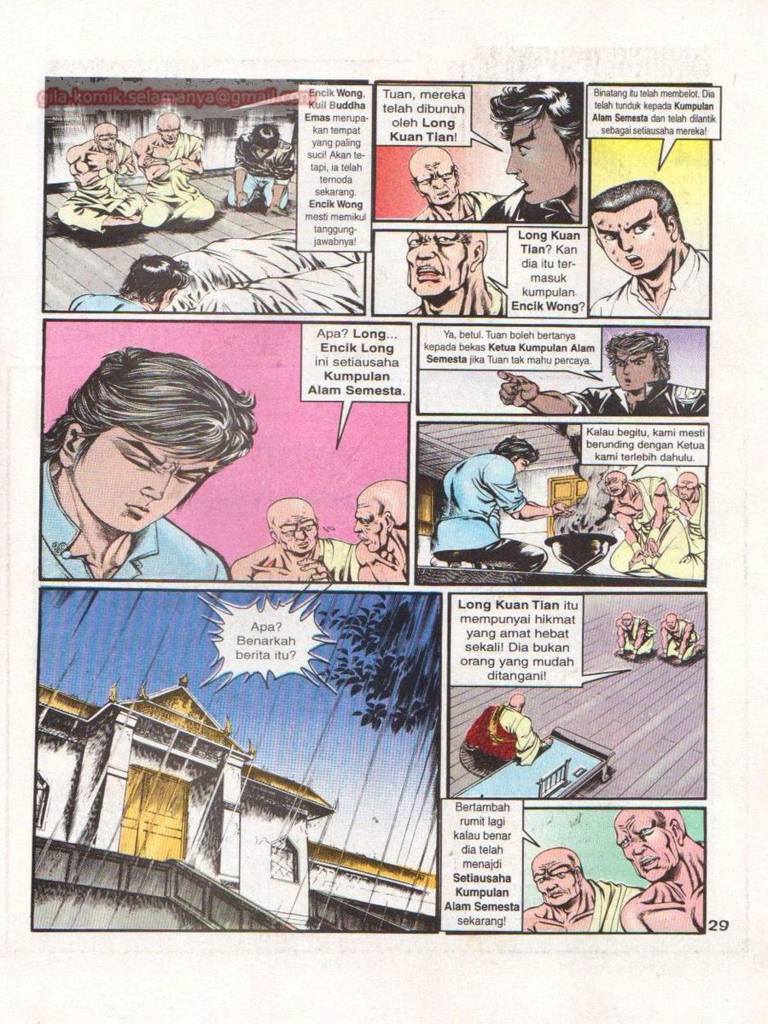 gila.komik.selamanya@gmail.com
Encik Wong,
Kuil Buddha
Emas merupa-
kan tempat
yang paling
suci! Akan te-
tapi, ia telah
ternoda
sekarang.
Encik Wong
mesti memikul
tanggung-
jawabnya!
Tuan, mereka
telah dibunuh
oleh Long
Kuan Tian!
Binatang itu telah membelot. Dia
telah tunduk kepada Kumpulan
Alam Semesta dan telah dilantik
sebagai setiausaha mereka!
Long Kuan
Tian? Kan
dia itu ter-
masuk
kumpulan
Encik Wong?
Apa? Long...
Encik Long
ini setiausaha
Kumpulan
Alam Semesta.
Ya, betul. Tuan boleh bertanya
kepada bekas Ketua Kumpulan Alam
Semesta jika Tuan tak mahu percaya.
Kalau begitu, kami mesti
berunding dengan Ketua
kami terlebih dahulu.
Apa?
Benarkah
berita itu?
Long Kuan Tian itu
mempunyai hikmat
yang amat hebat
sekali! Dia bukan
orang yang mudah
ditangani!
Bertambah
rumit lagi
kalau benar
dia telah
menajdi
Setiausaha
Kumpulan
Alam Semesta
sekarang!
29